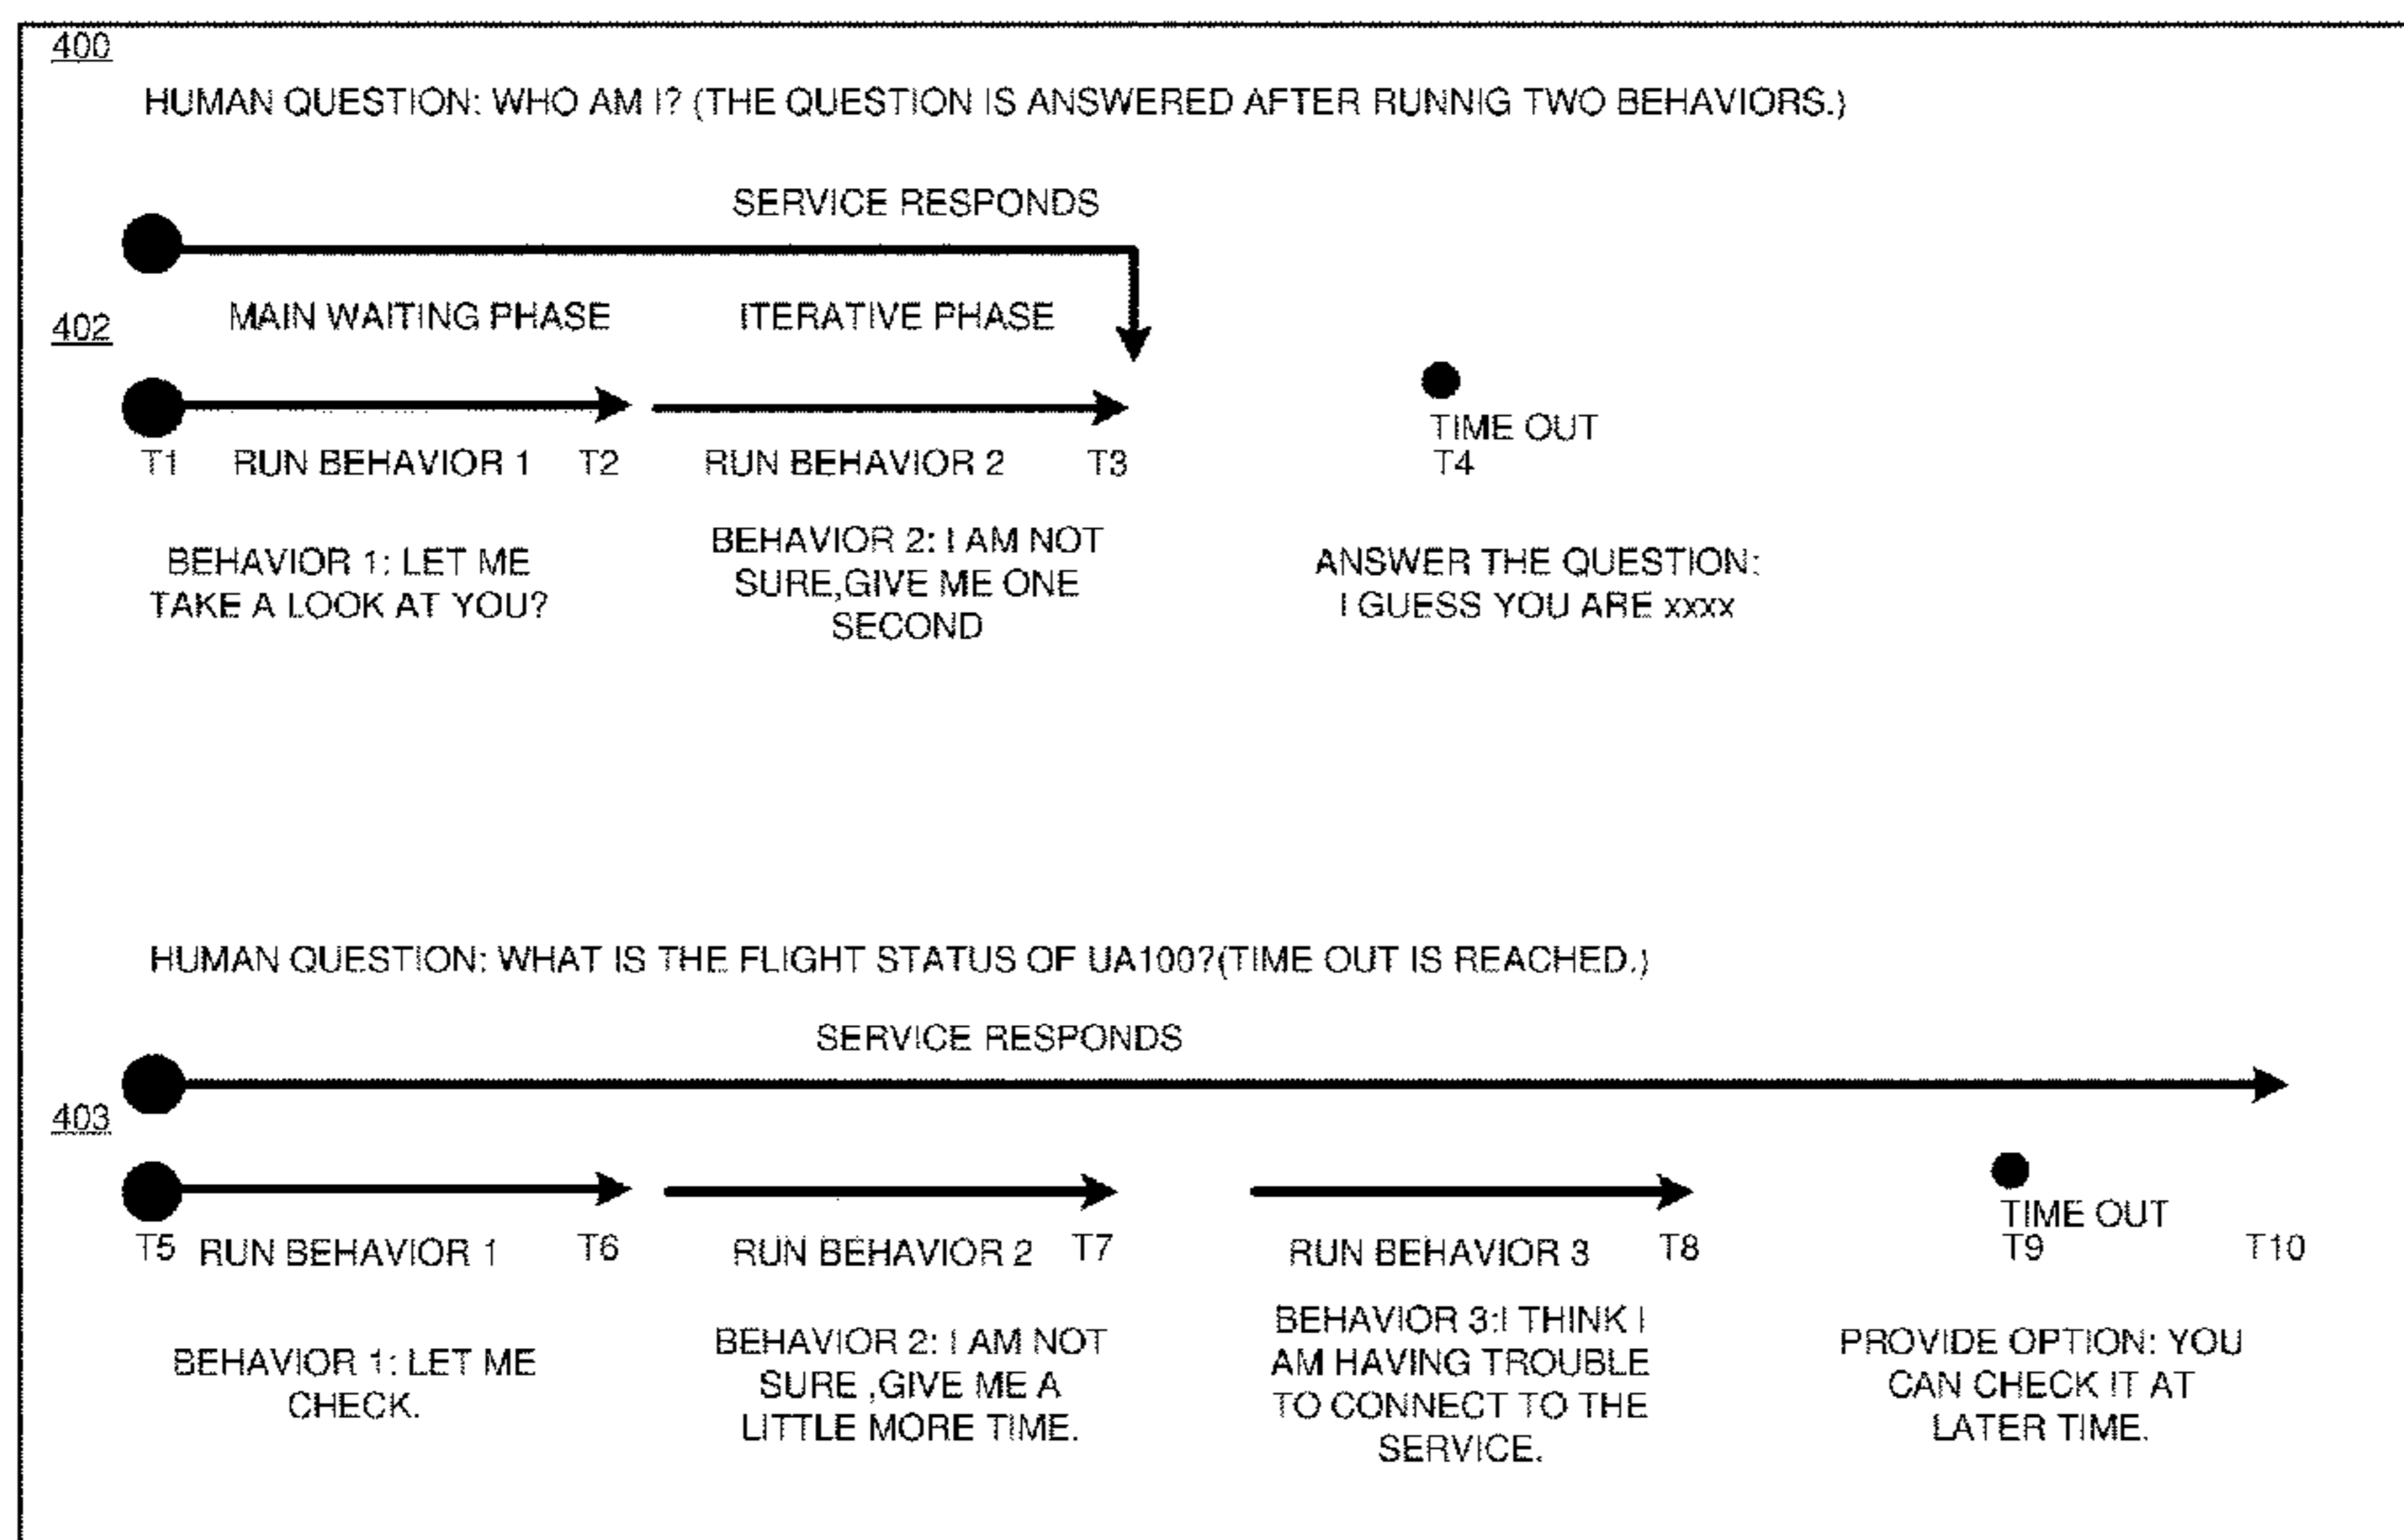 400
HUMAN QUESTION: WHO AM I? (THE QUESTION IS ANSWERED AFTER RUNNIG TWO BEHAVIORS.)
SERVICE RESPONDS
MAIN WAITING PHASE ITERATIVE PHASE
402
TIME OUT
T1 RUN BEHAVIOR 1 T2 RUN BEHAVIOR 2 T3 T4
BEHAVIOR 1: LET ME
TAKE A LOOK AT YOU?
BEHAVIOR 2: I AM NOT
SURE,GIVE ME ONE
SECOND
ANSWER THE QUESTION:
I GUESS YOU ARE xxxx
HUMAN QUESTION: WHAT IS THE FLIGHT STATUS OF UA100?(TIME OUT IS REACHED.)
SERVICE RESPONDS
403
TIME OUT
T5 RUN BEHAVIOR 1 T6 RUN BEHAVIOR 2 T7 RUN BEHAVIOR 3 T8 T9 T10
BEHAVIOR 1: LET ME
CHECK.
BEHAVIOR 2: I AM NOT
SURE ,GIVE ME A
LITTLE MORE TIME.
BEHAVIOR 3:I THINK I
AM HAVING TROUBLE
TO CONNECT TO THE
SERVICE.
PROVIDE OPTION: YOU
CAN CHECK IT AT
LATER TIME.